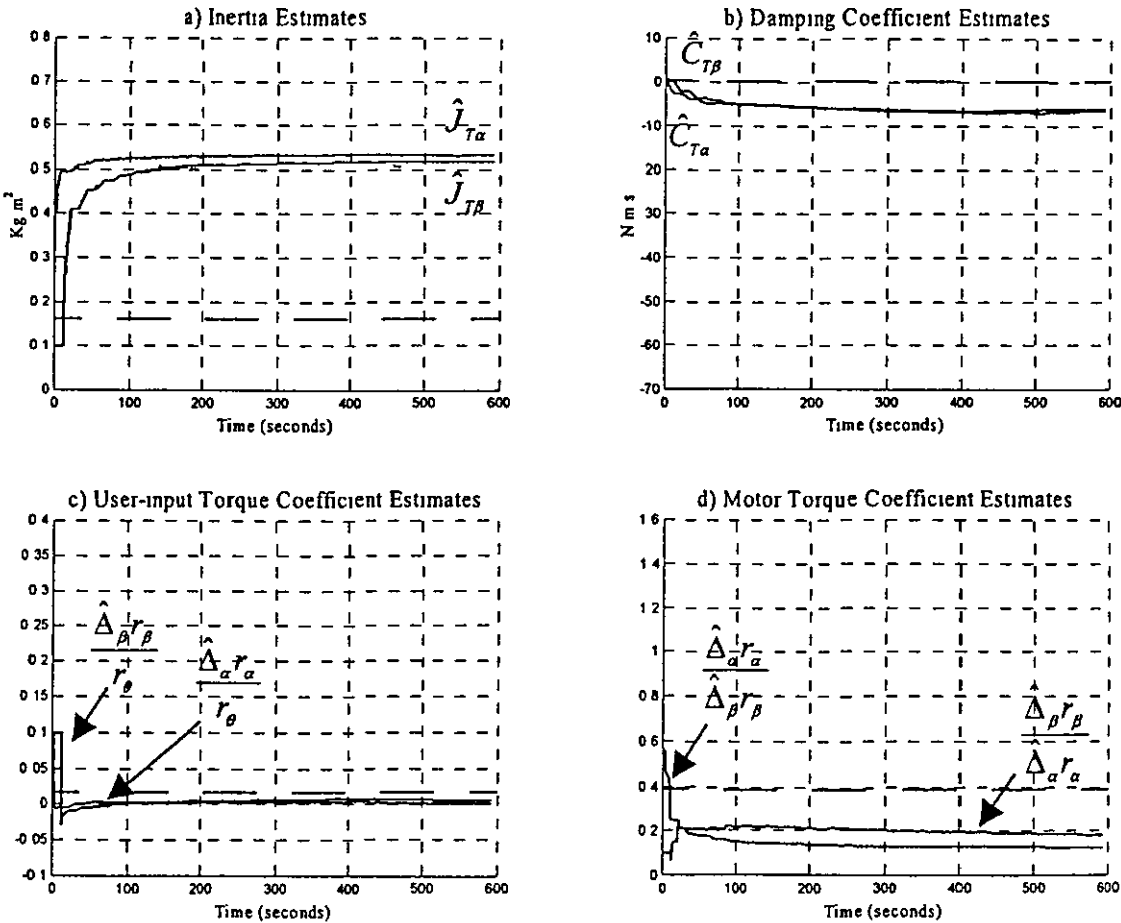 a) Inertia Estimates
0 8
0 7
0 6
0.5
0 4
0 3
0 2
0 1
0
Kg m²
Ĵ_Tα
Ĵ_Tβ
0 100 200 300 400 500 600
Time (seconds)
b) Damping Coefficient Estimates
10
0
-10
20
30
-40
-50
-60
-70
N m s
Ĉ_Tβ
Ĉ_Tα
0 100 200 300 400 500 600
Time (seconds)
c) User-input Torque Coefficient Estimates
0 4
0 35
0 3
0.25
0.2
0.15
0.1
0 05
0
-0.05
-0 1
Δ̂_β r_β
r_θ
Δ̂_α r_α
r_θ
0 100 200 300 400 500 600
Time (seconds)
d) Motor Torque Coefficient Estimates
1 6
1.4
1.2
1
0.8
0.6
0.4
0.2
0
Δ̂_α r_α
Δ̂_β r_β
Δ̂_β r_β
Δ̂_α r_α
0 100 200 300 400 500 600
Time (seconds)